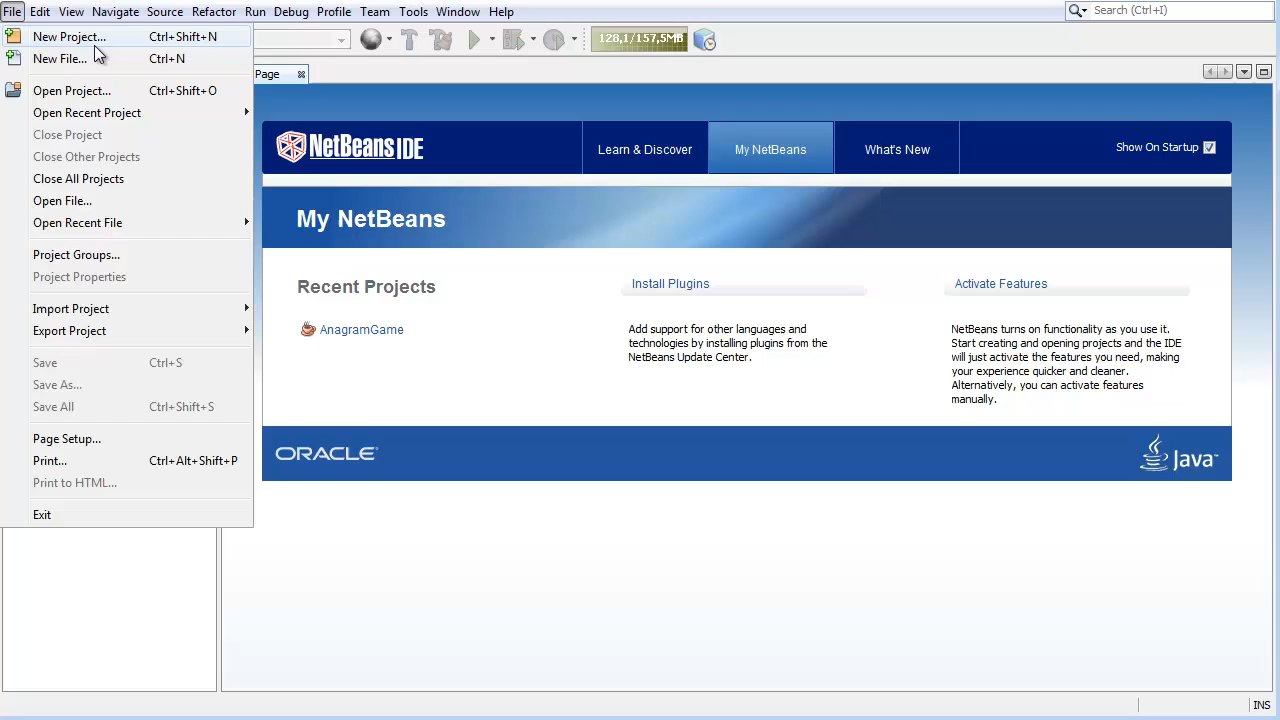 File Edit View Navigate Source Refactor Run Debug Profile Team Tools Window Help
Search (Ctrl+I)
New Project... Ctrl+Shift+N
New File... Ctrl+N
Open Project... Ctrl+Shift+O
Open Recent Project
Close Project
Close Other Projects
Close All Projects
Open File...
Open Recent File
Project Groups...
Project Properties
Import Project
Export Project
Save Ctrl+S
Save As...
Save All Ctrl+Shift+S
Page Setup...
Print... Ctrl+Alt+Shift+P
Print to HTML...
Exit
128,1/157,5MB
Page
NetBeans IDE
Learn & Discover
My NetBeans
What's New
Show On Startup
My NetBeans
Recent Projects
AnagramGame
Install Plugins
Add support for other languages and
technologies by installing plugins from the
NetBeans Update Center.
Activate Features
NetBeans turns on functionality as you use it.
Start creating and opening projects and the IDE
will just activate the features you need, making
your experience quicker and cleaner.
Alternatively, you can activate features
manually.
ORACLE
Java
INS